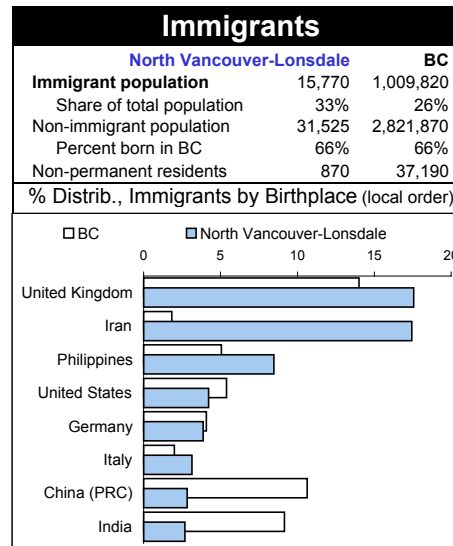 Immigrants
North Vancouver-Lonsdale BC
Immigrant population 15,770 1,009,820
Share of total population 33% 26%
Non-immigrant population 31,525 2,821,870
Percent born in BC 66% 66%
Non-permanent residents 870 37,190
% Distrib., Immigrants by Birthplace (local order)
BC North Vancouver-Lonsdale
0 5 10 15 20
United Kingdom
Iran
Philippines
United States
Germany
Italy
China (PRC)
India